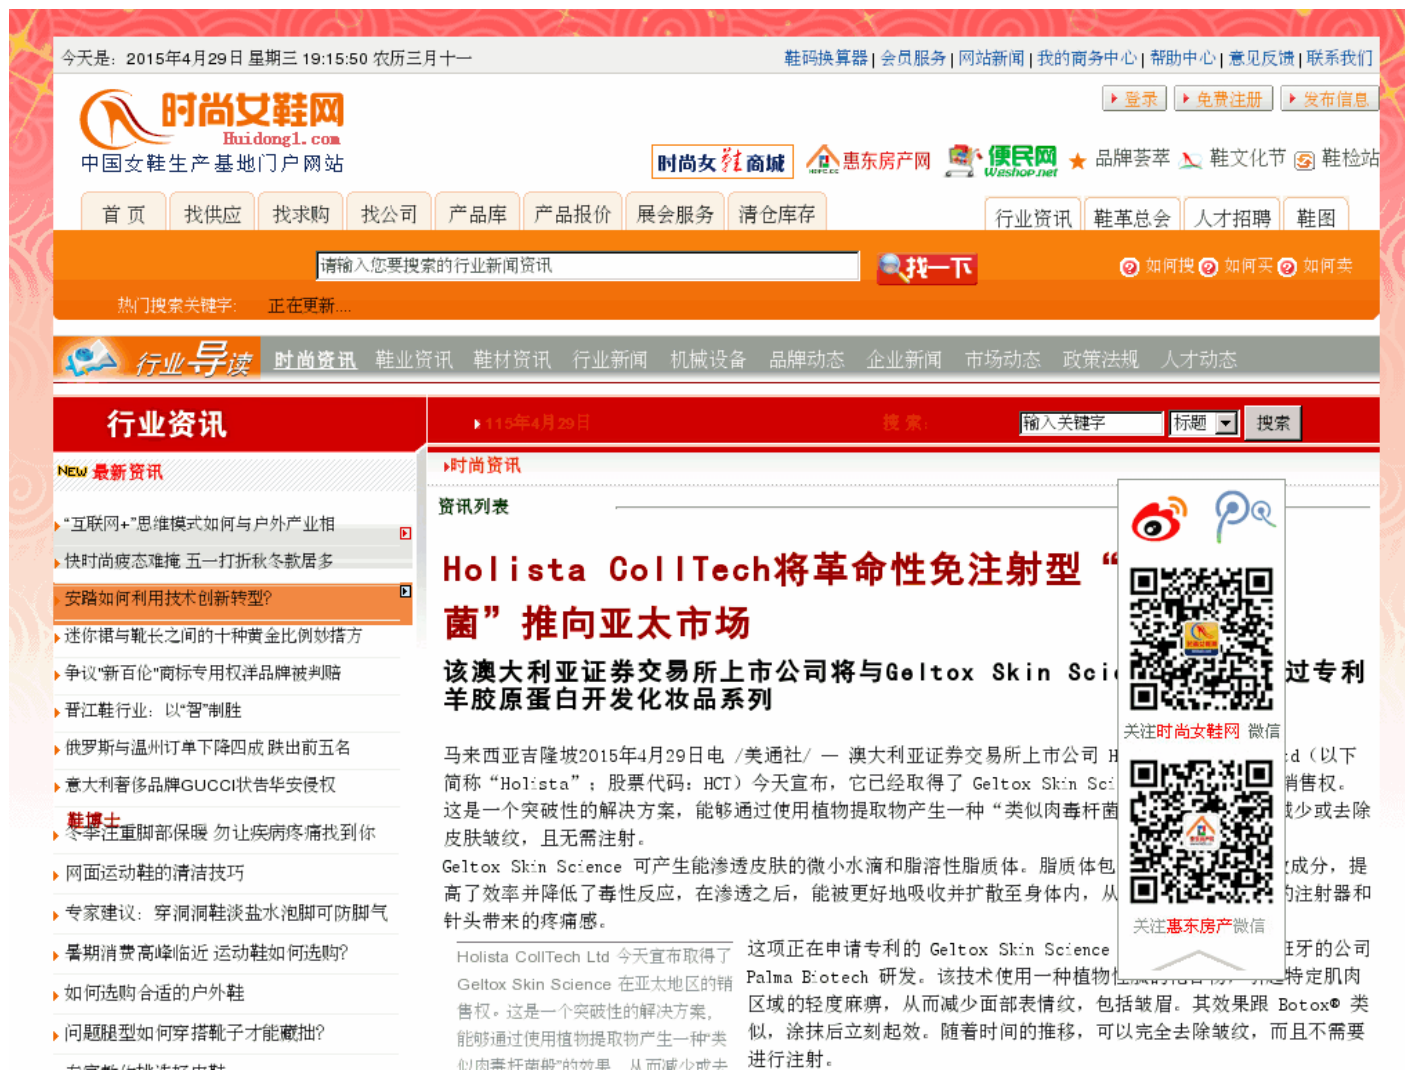 今天是：2015年4月29日 星期三 19:15:50 农历三月十一
鞋码换算器 | 会员服务 | 网站新闻 | 我的商务中心 | 帮助中心 | 意见反馈 | 联系我们
登录 免费注册 发布信息
时尚女鞋网
Huidong1.com
中国女鞋生产基地门户网站
时尚女鞋商城 惠东房产网 便民网 Weshop.net 品牌荟萃 鞋文化节 鞋检站
首 页 找供应 找求购 找公司 产品库 产品报价 展会服务 清仓库存 行业资讯 鞋革总会 人才招聘 鞋图
请输入您要搜索的行业新闻资讯 找一下 如何搜 如何买 如何卖
热门搜索关键字: 正在更新....
行业导读 时尚资讯 鞋业资讯 鞋材资讯 行业新闻 机械设备 品牌动态 企业新闻 市场动态 政策法规 人才动态
行业资讯 115年4月29日 搜 索: 输入关键字 标题 搜索
NEW 最新资讯
“互联网+”思维模式如何与户外产业相
快时尚疲态难掩 五一打折秋冬款居多
安踏如何利用技术创新转型?
迷你裙与靴长之间的十种黄金比例妙搭方
争议"新百伦"商标专用权洋品牌被判赔
晋江鞋行业：以“智”制胜
俄罗斯与温州订单下降四成 跌出前五名
意大利奢侈品牌GUCCI状告华安侵权
鞋博士
冬季注重脚部保暖 勿让疾病疼痛找到你
网面运动鞋的清洁技巧
专家建议：穿洞洞鞋淡盐水泡脚可防脚气
暑期消费高峰临近 运动鞋如何选购?
如何选购合适的户外鞋
问题腿型如何穿搭靴子才能藏拙?
时尚资讯
资讯列表
Holista CollTech将革命性免注射型“
菌”推向亚太市场
该澳大利亚证券交易所上市公司将与Geltox Skin Sci 过专利
羊胶原蛋白开发化妆品系列
马来西亚吉隆坡2015年4月29日电 /美通社/ — 澳大利亚证券交易所上市公司 H d（以下
简称“Holista”；股票代码：HCT）今天宣布，它已经取得了 Geltox Skin Sci 销售权。
这是一个突破性的解决方案，能够通过使用植物提取物产生一种“类似肉毒杆菌 减少或去除
皮肤皱纹，且无需注射。
Geltox Skin Science 可产生能渗透皮肤的微小水滴和脂溶性脂质体。脂质体包 成分，提
高了效率并降低了毒性反应，在渗透之后，能被更好地吸收并扩散至身体内，从 的注射器和
针头带来的疼痛感。
Holista CollTech Ltd 今天宣布取得了
Geltox Skin Science 在亚太地区的销
售权。这是一个突破性的解决方案，
能够通过使用植物提取物产生一种“类
似肉毒杆菌般”的效果，从而减少或去
这项正在申请专利的 Geltox Skin Science 班牙的公司
Palma Biotech 研发。该技术使用一种植物性 特定肌肉
区域的轻度麻痹，从而减少面部表情纹，包括皱眉。其效果跟 Botox® 类
似，涂抹后立刻起效。随着时间的推移，可以完全去除皱纹，而且不需要
进行注射。
关注时尚女鞋网 微信
关注惠东房产微信